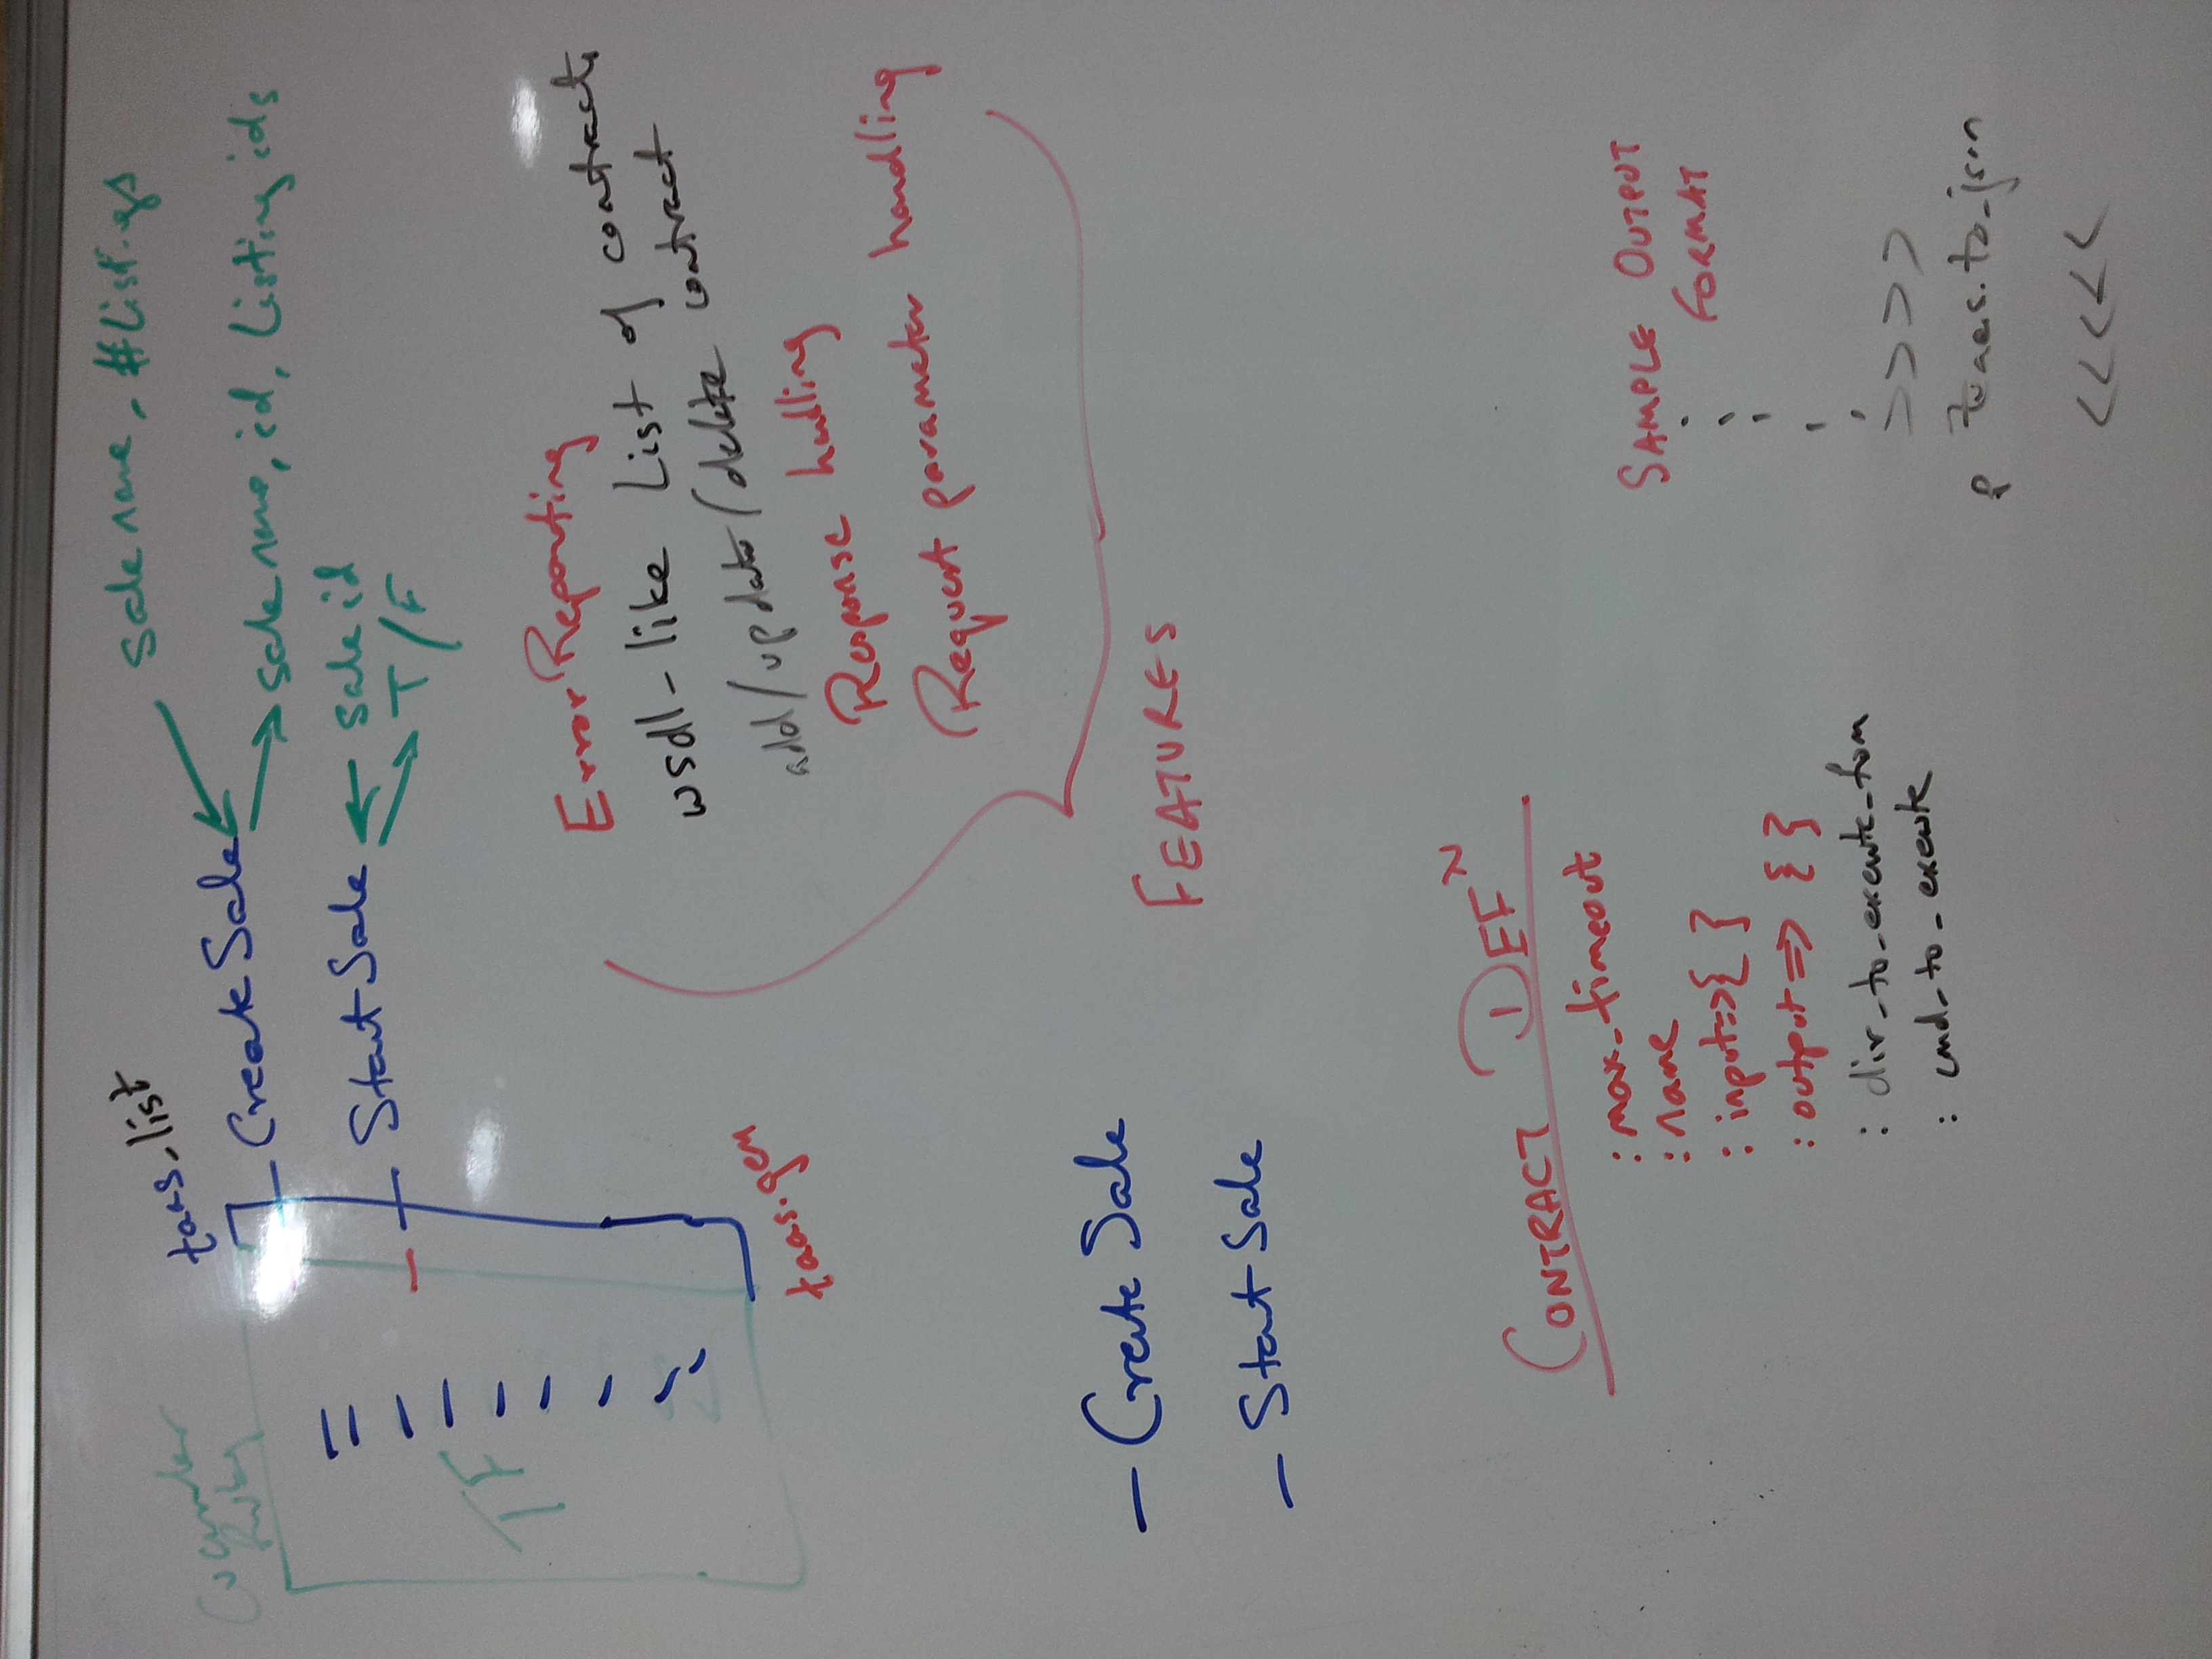 Cucumber
Ruby
taas_list
TF
taas.gem
Create Sale
sale name, # Listings
sale name, id, Listing ids
Start Sale
sale id
T/F
Error Reporting
wsdl-like List of contracts
add/update/delete contract
Response handling
Request parameter handling
FEATURES
- Create Sale
- Start Sale
CONTRACT DEF^N
: max_timeout
: name
: input=>{ }
: output => { }
: dir_to_execute_from
: cmd_to_execute
SAMPLE OUTPUT
FORMAT
>>>>
p taas.to_json
<<<<<